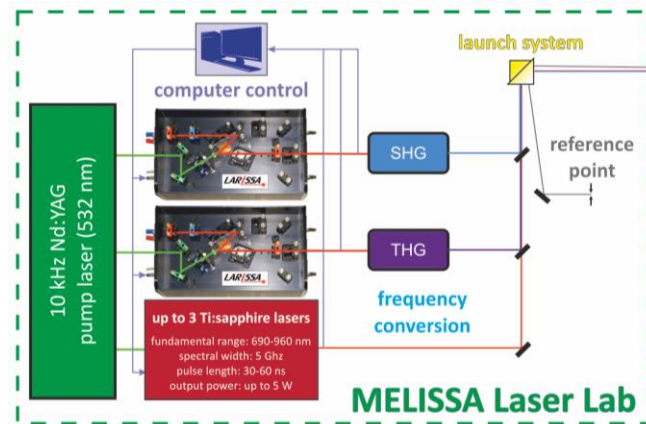 launch system
computer control
10 kHz Nd:YAG
pump laser (532 nm)
LARISSA
SHG
reference
point
LARISSA
THG
up to 3 Ti:sapphire lasers
fundamental range: 690-960 nm
spectral width: 5 Ghz
pulse length: 30-60 ns
output power: up to 5 W
frequency
conversion
MELISSA Laser Lab